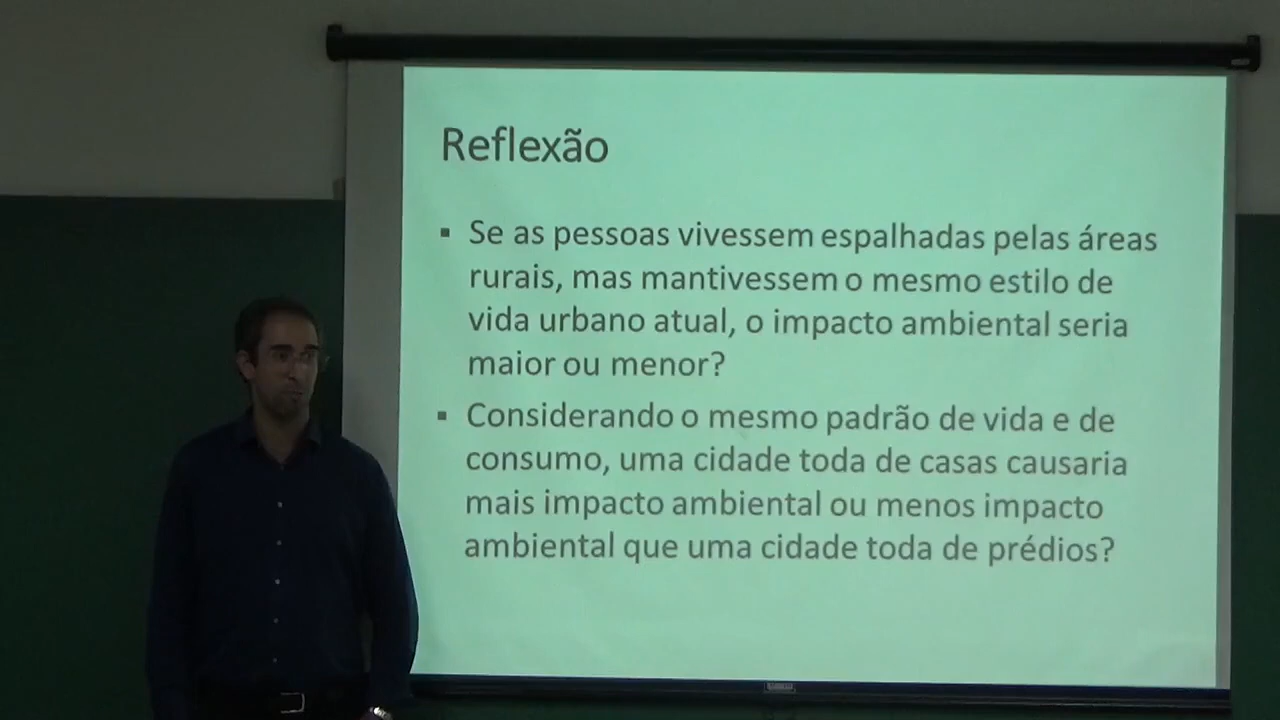 Reflexão
▪ Se as pessoas vivessem espalhadas pelas áreas
rurais, mas mantivessem o mesmo estilo de
vida urbano atual, o impacto ambiental seria
maior ou menor?
▪ Considerando o mesmo padrão de vida e de
consumo, uma cidade toda de casas causaria
mais impacto ambiental ou menos impacto
ambiental que uma cidade toda de prédios?